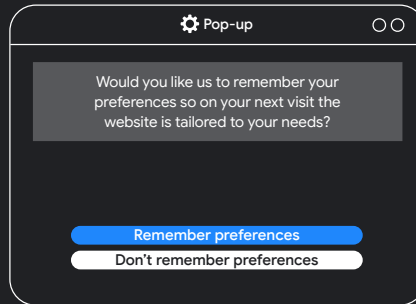 Pop-up
Would you like us to remember your
preferences so on your next visit the
website is tailored to your needs?
Remember preferences
Don't remember preferences